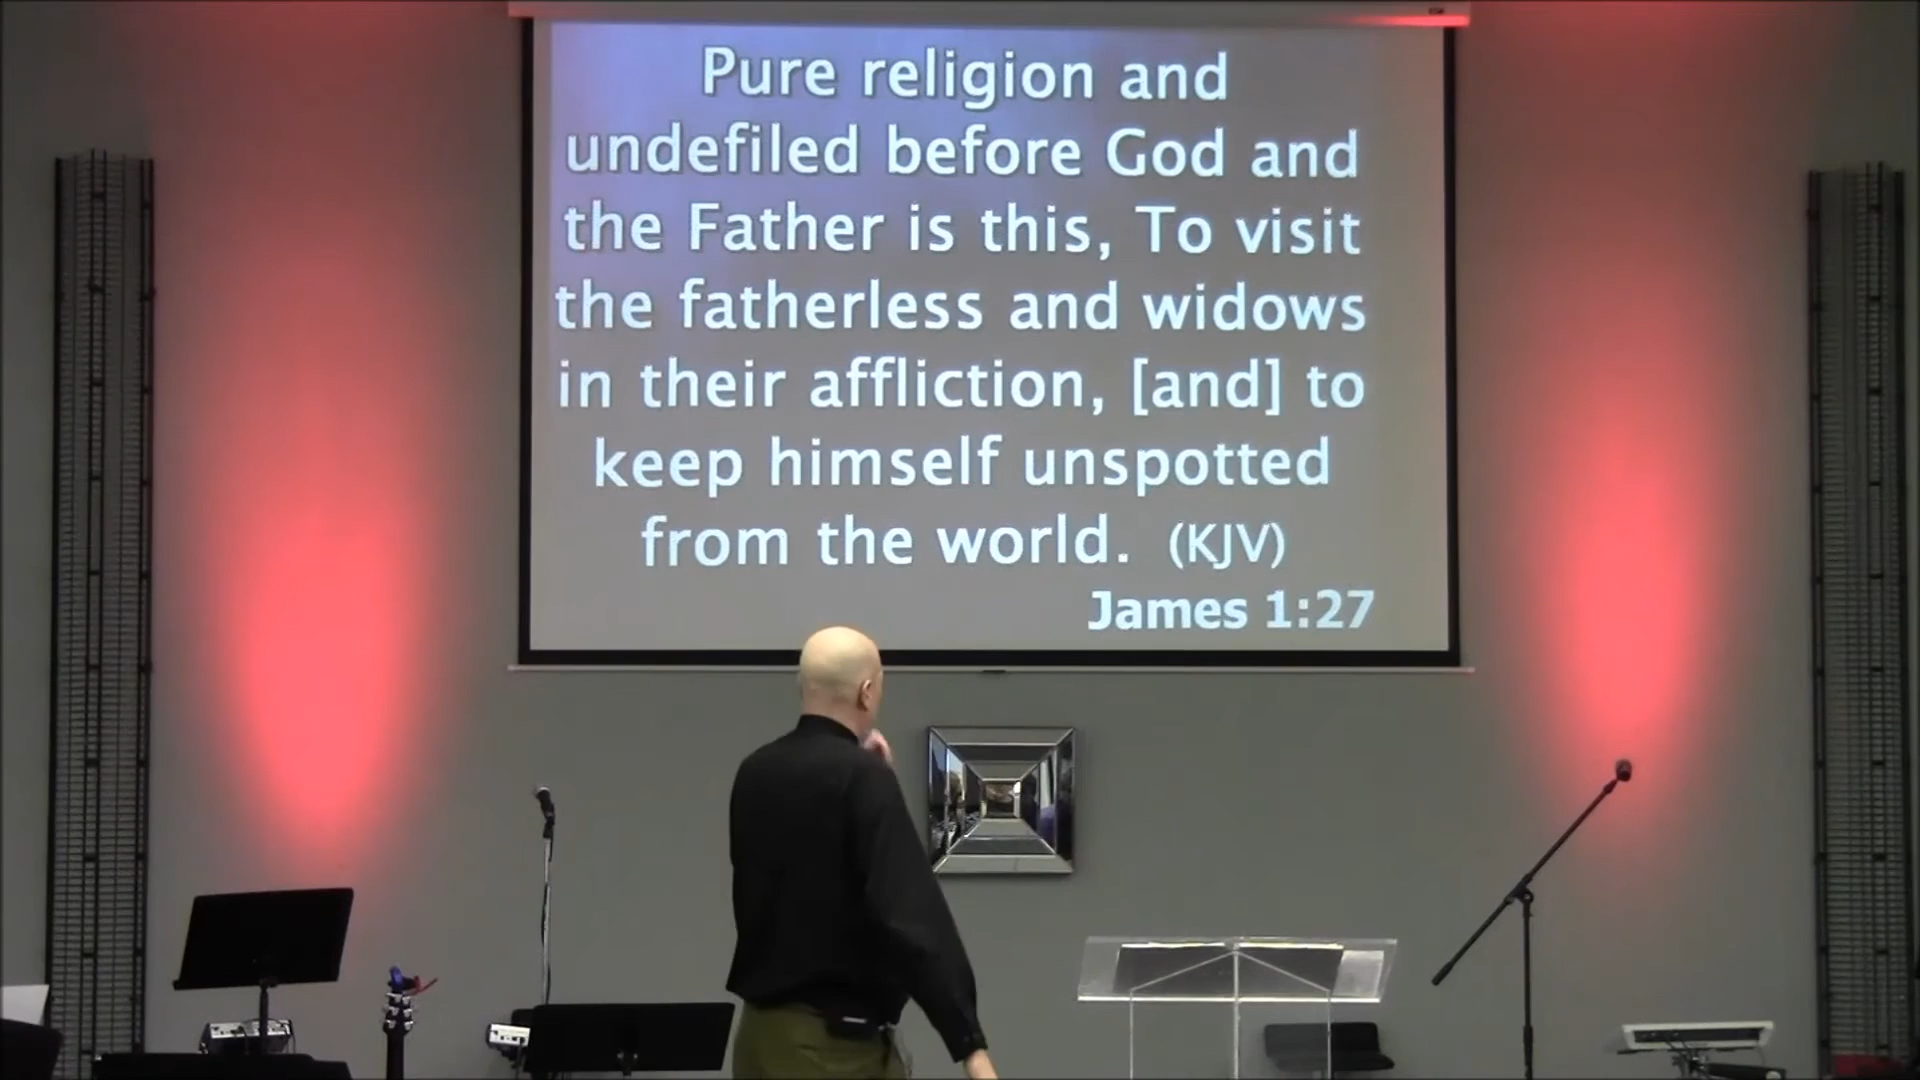 Pure religion and
undefiled before God and
the Father is this, To visit
the fatherless and widows
in their affliction, [and] to
keep himself unspotted
from the world. (KJV)
James 1:27